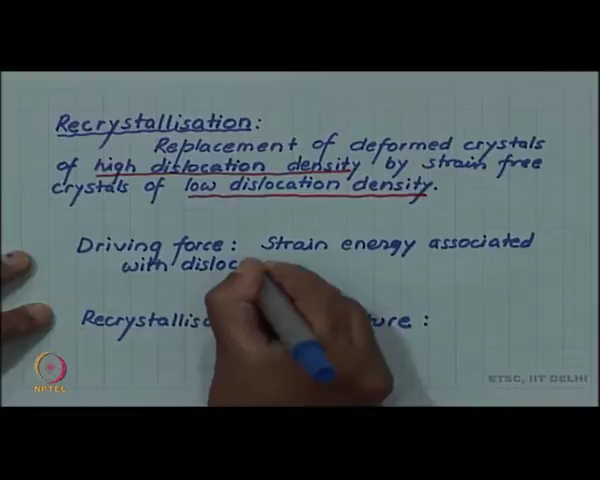 Recrystallisation:
Replacement of deformed crystals
of high dislocation density by strain free
crystals of low dislocation density.
Driving force: Strain energy associated
with disloc
Recrystallis ture:
NPTEL
ETSC, IIT DELHI